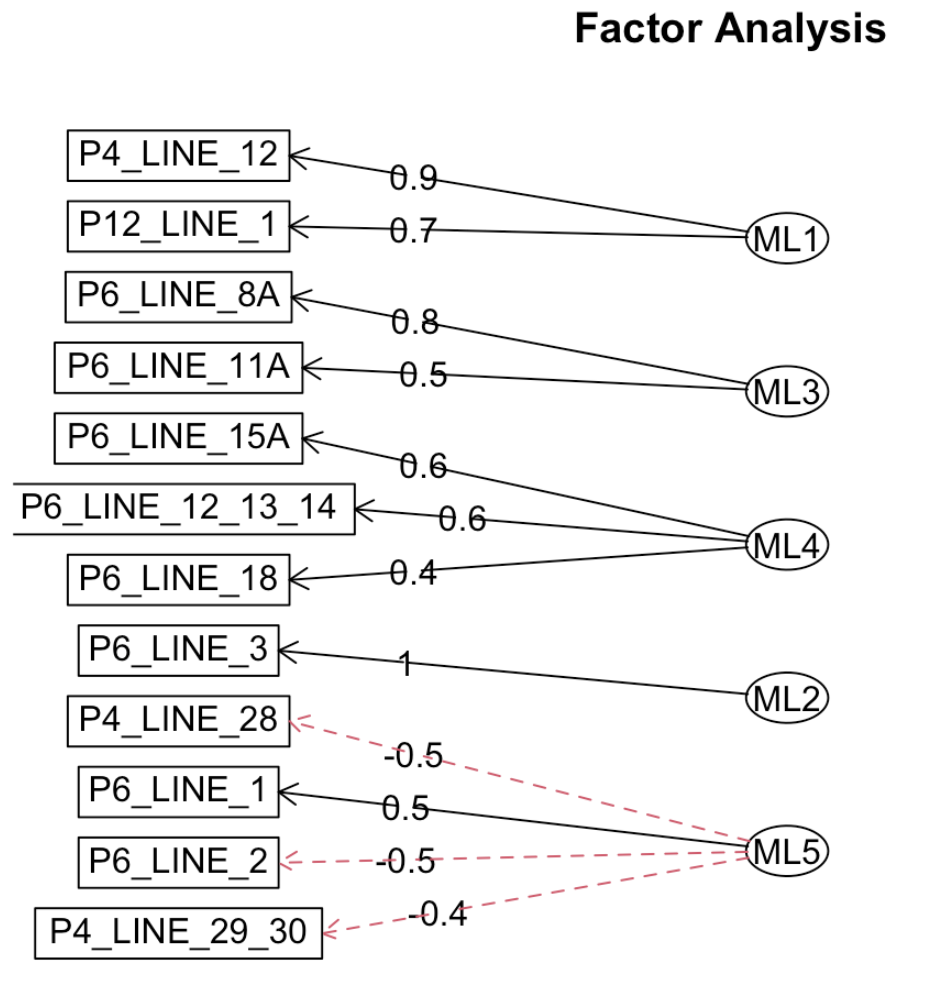 Factor Analysis
P4_LINE_12
0.9
P12_LINE_1
0.7
ML1
P6_LINE_8A
0.8
P6_LINE_11A
0.5
ML3
P6_LINE_15A
0.6
P6_LINE_12_13_14
0.6
ML4
P6_LINE_18
0.4
P6_LINE_3
1
ML2
P4_LINE_28
-0.5
P6_LINE_1
0.5
ML5
P6_LINE_2
-0.5
P4_LINE_29_30
-0.4